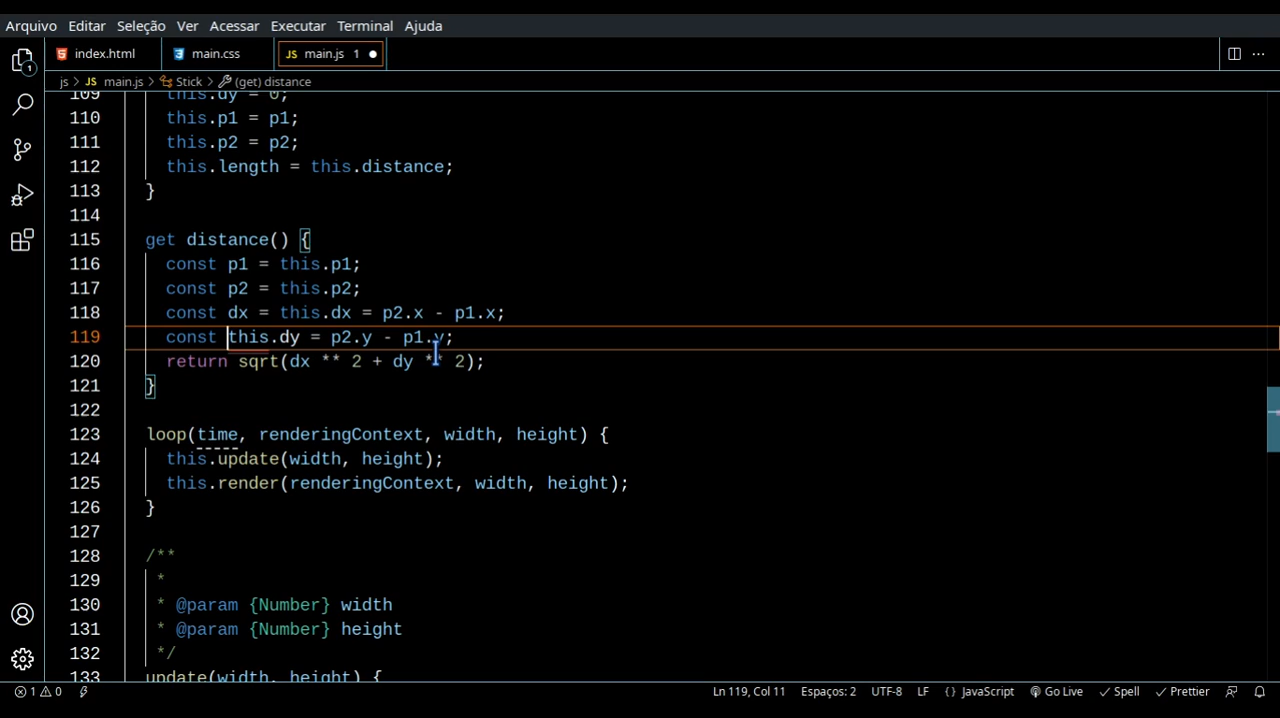 Arquivo Editar Seleção Ver Acessar Executar Terminal Ajuda
1 index.html main.css JS main.js 1 ● ···
js > JS main.js > Stick > (get) distance
109 this.dy = 0;
110 this.p1 = p1;
111 this.p2 = p2;
112 this.length = this.distance;
113 }
114
115 get distance() {
116 const p1 = this.p1;
117 const p2 = this.p2;
118 const dx = this.dx = p2.x - p1.x;
119 const this.dy = p2.y - p1.y;
120 return sqrt(dx ** 2 + dy ** 2);
121 }
122
123 loop(time, renderingContext, width, height) {
124 this.update(width, height);
125 this.render(renderingContext, width, height);
126 }
127
128 /**
129 *
130 * @param {Number} width
131 * @param {Number} height
132 */
133 update(width, height) {
1 0 Ln 119, Col 11 Espaços: 2 UTF-8 LF {} JavaScript Go Live Spell Prettier